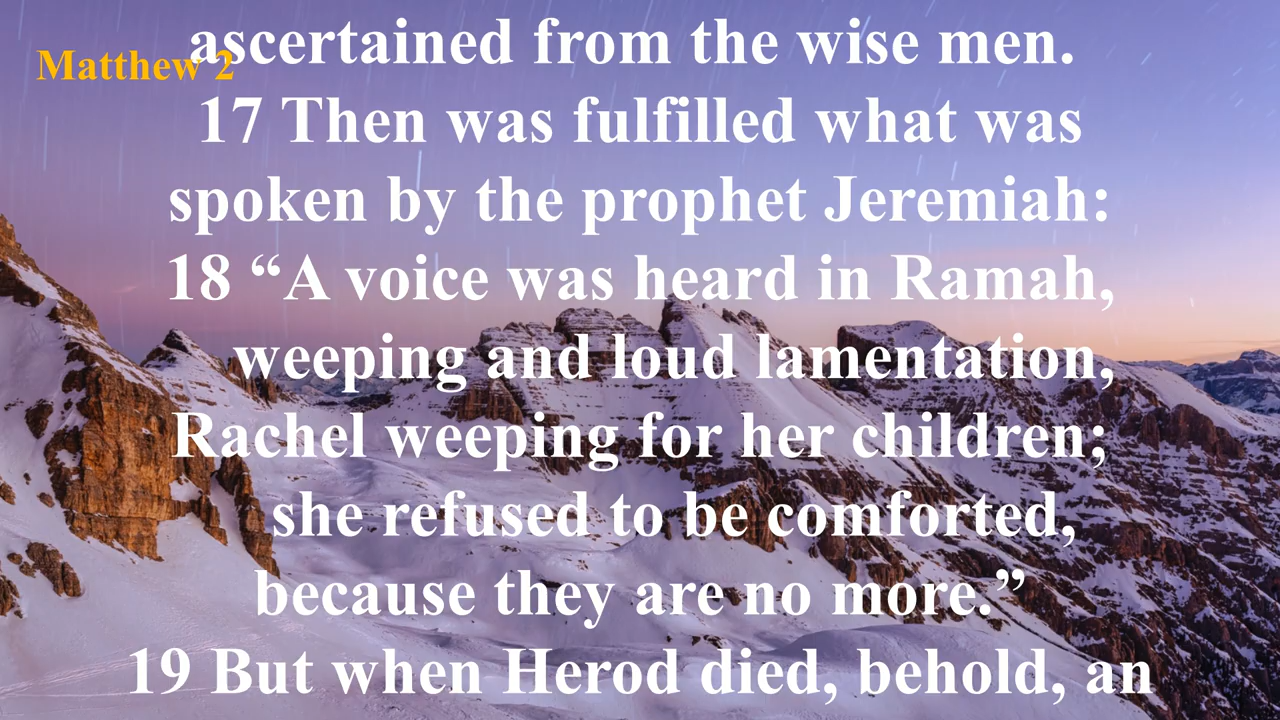 Matthew 2
ascertained from the wise men.
17 Then was fulfilled what was
spoken by the prophet Jeremiah:
18 “A voice was heard in Ramah,
weeping and loud lamentation,
Rachel weeping for her children;
she refused to be comforted,
because they are no more.”
19 But when Herod died, behold, an